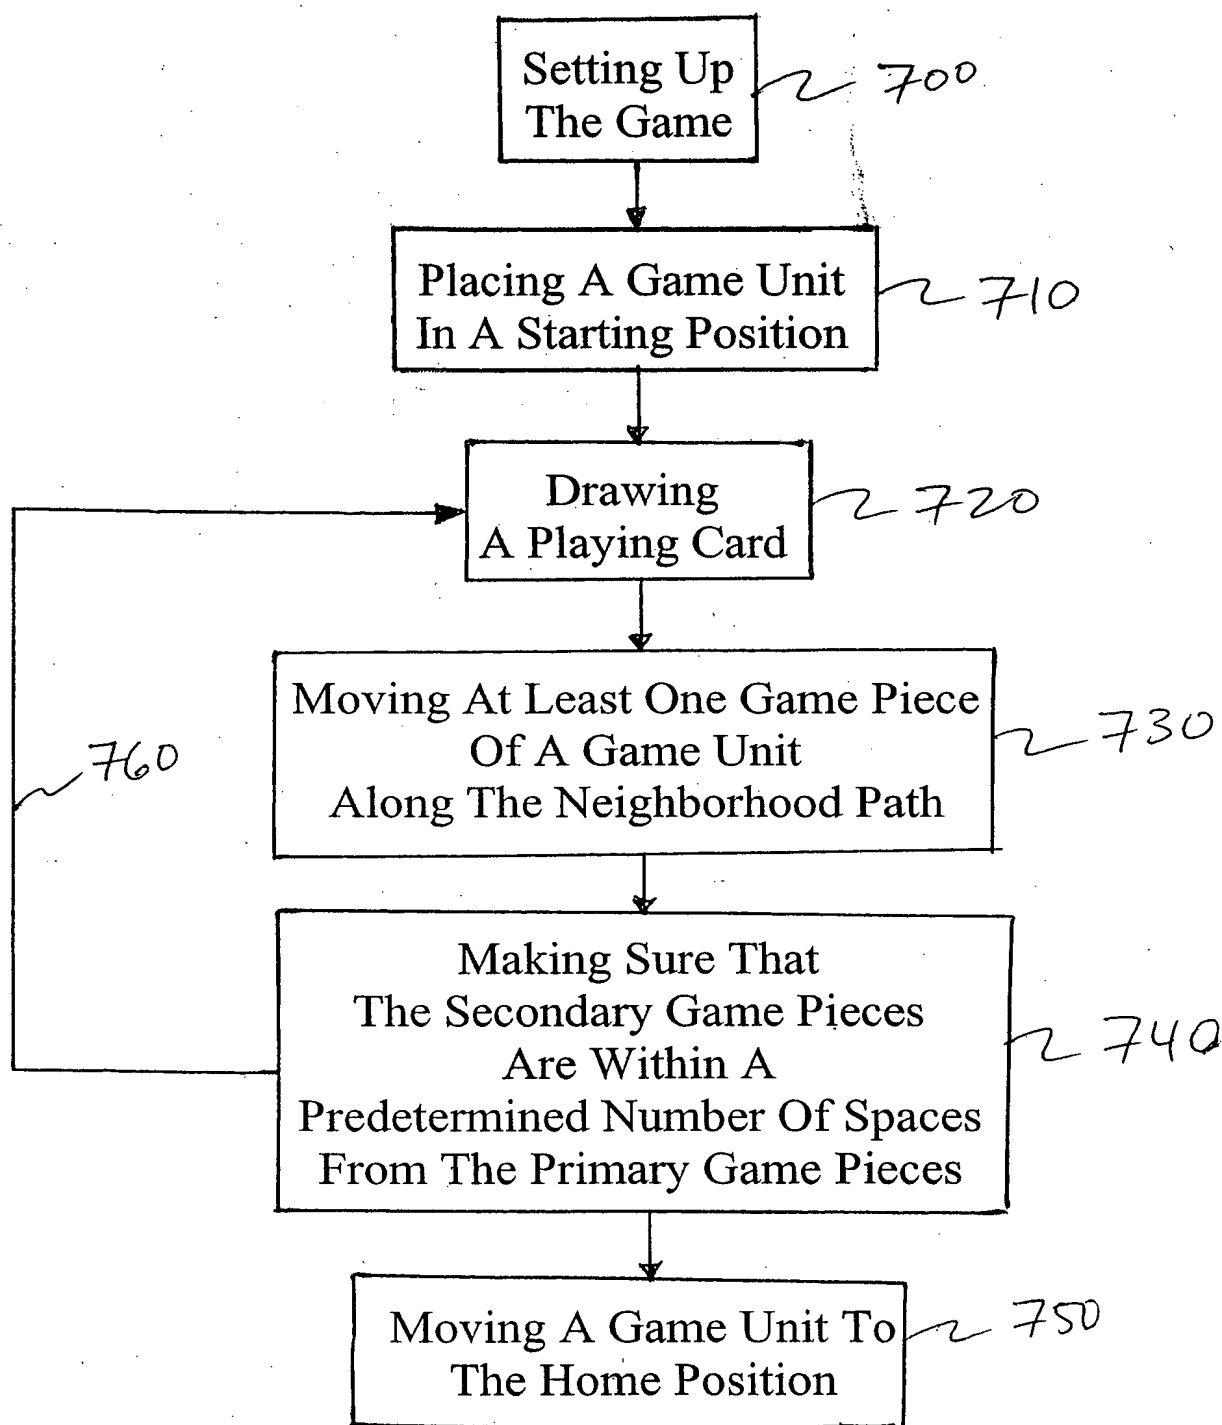 Setting Up
The Game
700
Placing A Game Unit
In A Starting Position
710
Drawing
A Playing Card
720
Moving At Least One Game Piece
Of A Game Unit
Along The Neighborhood Path
730
760
Making Sure That
The Secondary Game Pieces
Are Within A
Predetermined Number Of Spaces
From The Primary Game Pieces
740
Moving A Game Unit To
The Home Position
750